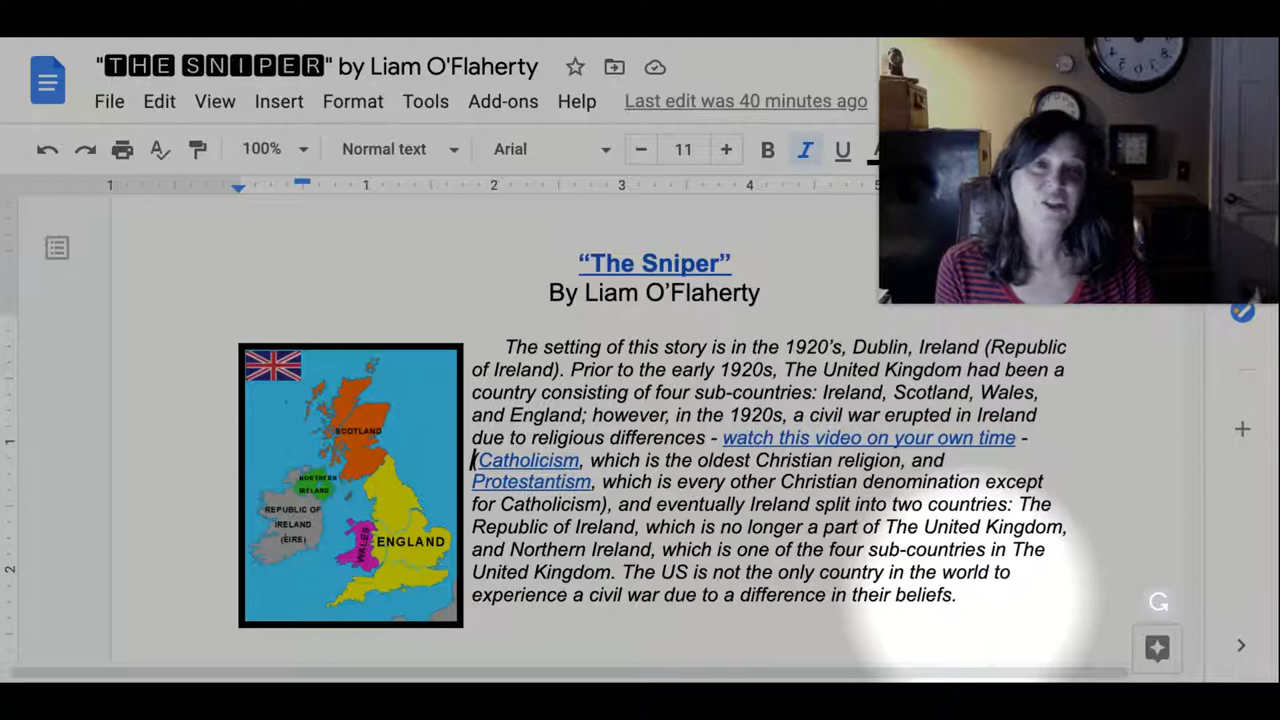 "THE SNIPER" by Liam O'Flaherty
File Edit View Insert Format Tools Add-ons Help Last edit was 40 minutes ago
100% Normal text Arial − 11 + B I U A
1 1 2 3 4 5
“The Sniper”
By Liam O’Flaherty
The setting of this story is in the 1920’s, Dublin, Ireland (Republic
of Ireland). Prior to the early 1920s, The United Kingdom had been a
country consisting of four sub-countries: Ireland, Scotland, Wales,
and England; however, in the 1920s, a civil war erupted in Ireland
due to religious differences - watch this video on your own time -
(Catholicism, which is the oldest Christian religion, and
Protestantism, which is every other Christian denomination except
for Catholicism), and eventually Ireland split into two countries: The
Republic of Ireland, which is no longer a part of The United Kingdom,
and Northern Ireland, which is one of the four sub-countries in The
United Kingdom. The US is not the only country in the world to
experience a civil war due to a difference in their beliefs.
SCOTLAND
NORTHERN
IRELAND
REPUBLIC OF
IRELAND
(EIRE)
WALES
ENGLAND
1
2
G